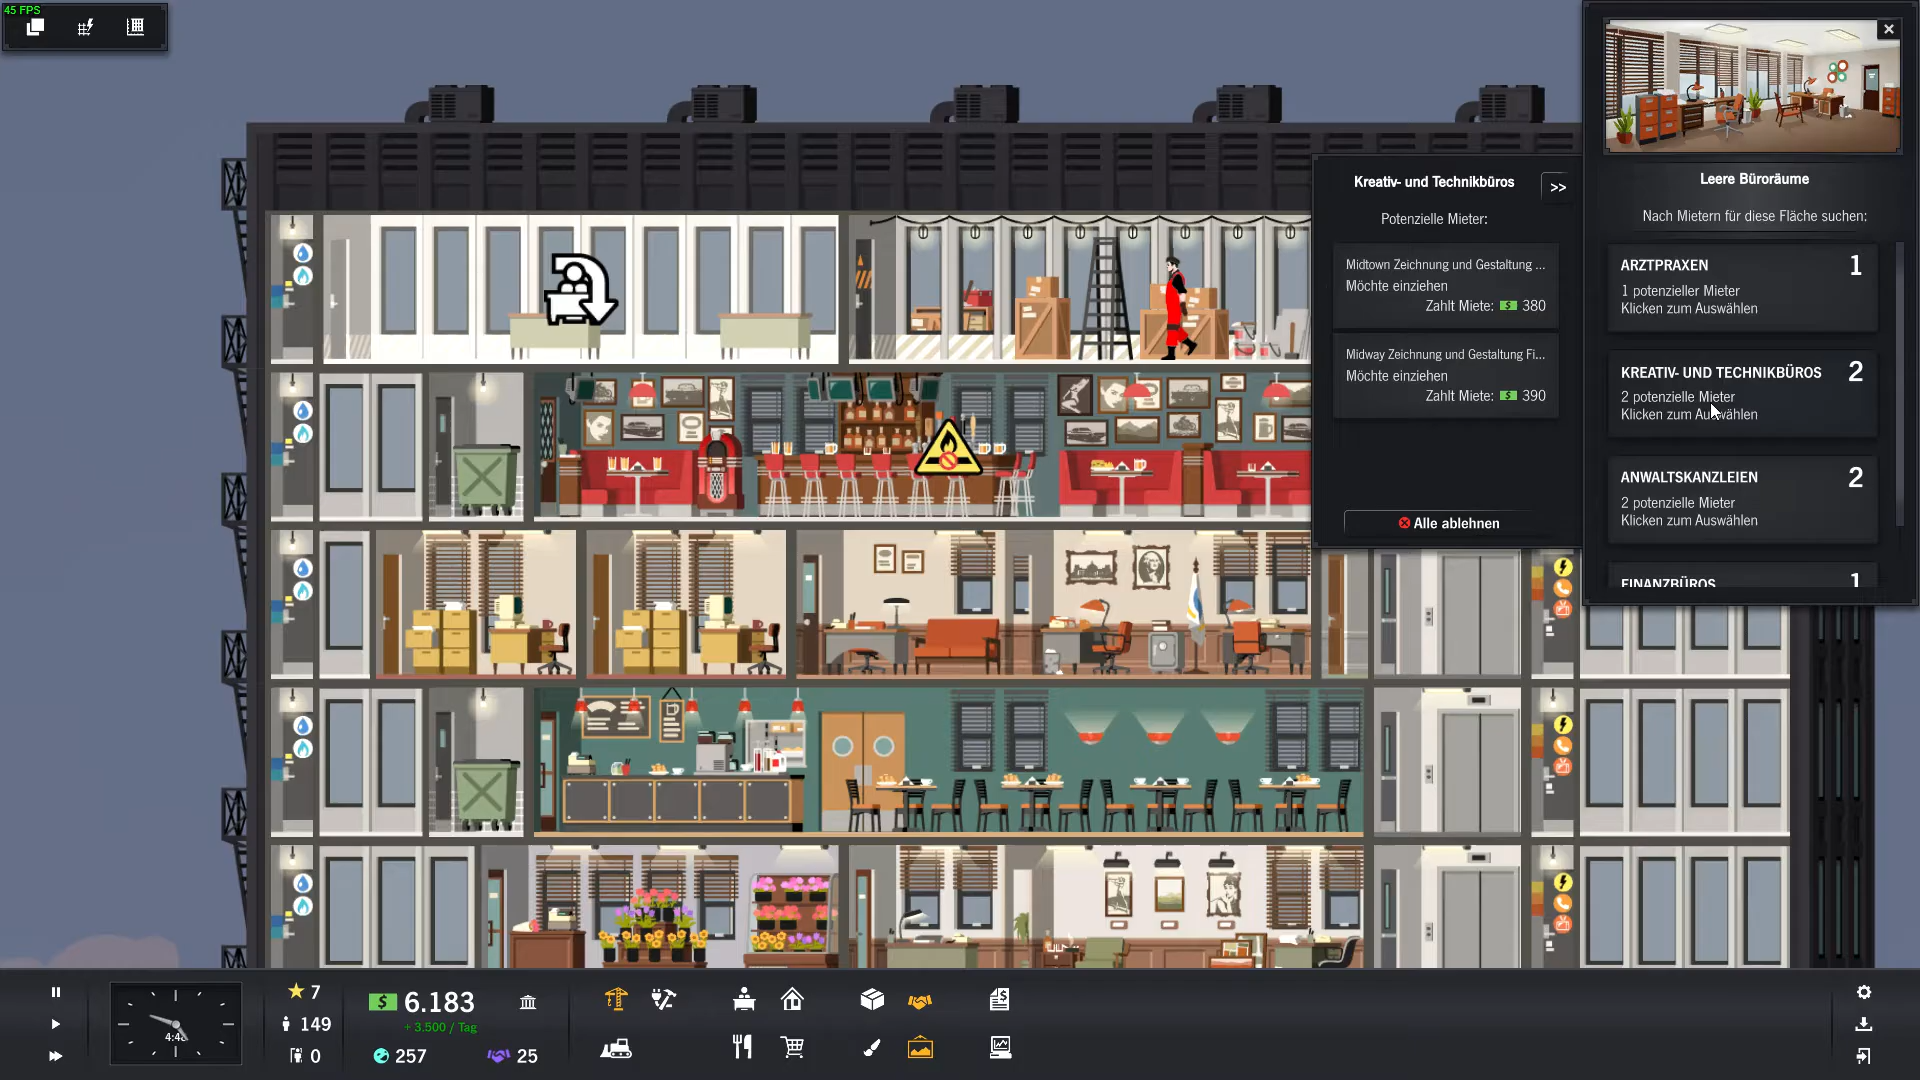 45 FPS
Kreativ- und Technikbüros
>>
Potenzielle Mieter:
Midtown Zeichnung und Gestaltung ...
Möchte einziehen
Zahlt Miete: $ 380
Midway Zeichnung und Gestaltung Fi...
Möchte einziehen
Zahlt Miete: $ 390
Alle ablehnen
Leere Büroräume
Nach Mietern für diese Fläche suchen:
ARZTPRAXEN 1
1 potenzieller Mieter
Klicken zum Auswählen
KREATIV- UND TECHNIKBÜROS 2
2 potenzielle Mieter
Klicken zum Auswählen
ANWALTSKANZLEIEN 2
2 potenzielle Mieter
Klicken zum Auswählen
FINANZBÜROS 1
4:48
7
149
0
$ 6.183
+ 3.500 / Tag
257
25